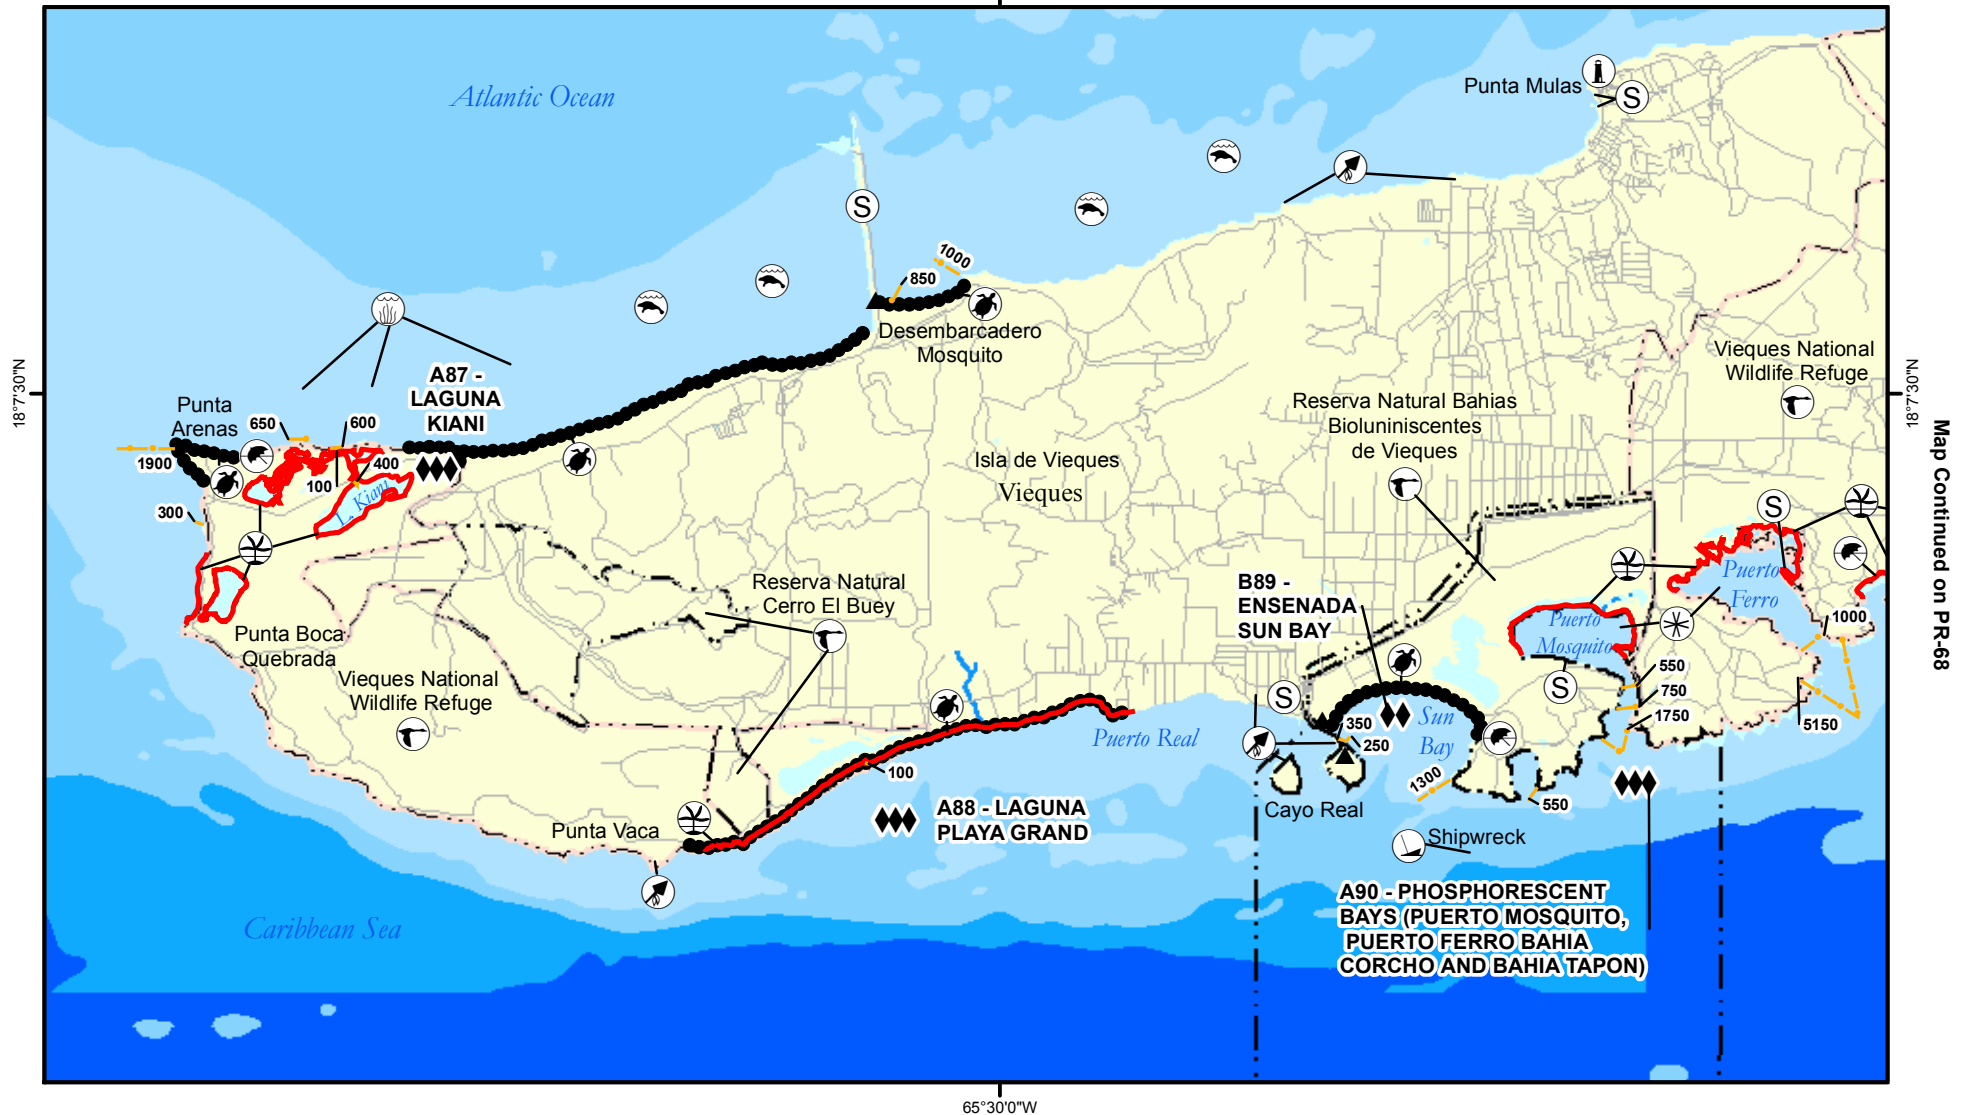 Atlantic Ocean
Punta Mulas
S
S
1000
850
Desembarcadero
Mosquito
18°7'30"N
18°7'30"N
Map Continued on PR-68
A87 -
LAGUNA
KIANI
Punta
Arenas
650
600
1900
400
100
300
L. Kiani
Vieques National
Wildlife Refuge
Reserva Natural Bahias
Bioluniniscentes
de Vieques
Isla de Vieques
Vieques
S
Puerto
Ferro
B89 -
ENSENADA
SUN BAY
Reserva Natural
Cerro El Buey
Puerto
Mosquito
1000
Punta Boca
Quebrada
Vieques National
Wildlife Refuge
550
S
S
750
1750
5150
Puerto Real
Sun
Bay
350
250
100
1300
550
Cayo Real
A88 - LAGUNA
PLAYA GRAND
Punta Vaca
Shipwreck
A90 - PHOSPHORESCENT
BAYS (PUERTO MOSQUITO,
PUERTO FERRO BAHIA
CORCHO AND BAHIA TAPON)
Caribbean Sea
65°30'0"W